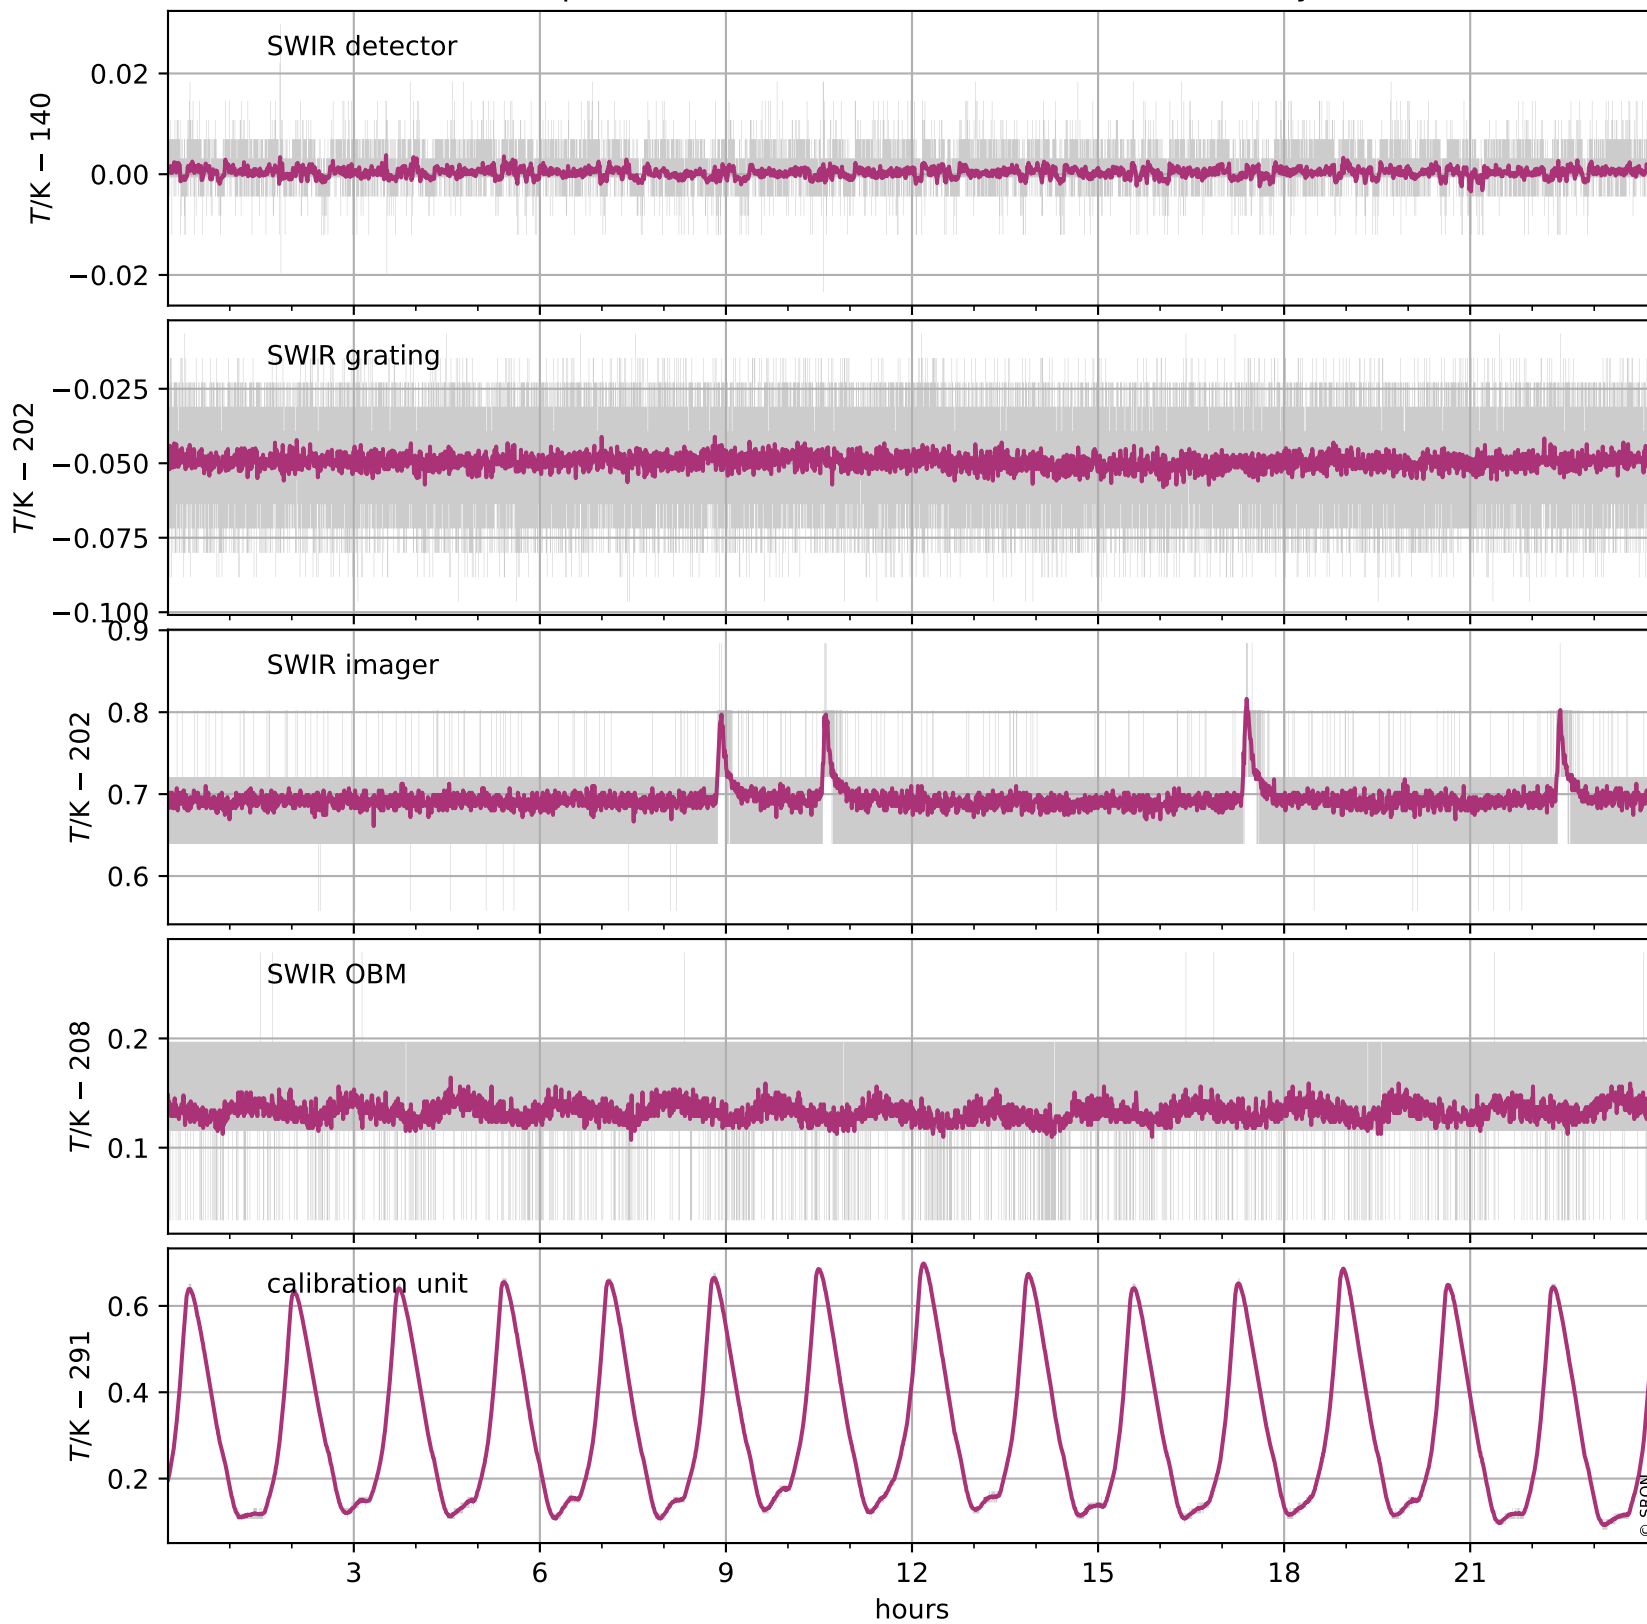 SWIR detector
0.02
0.00
−0.02
T/K − 140
SWIR grating
−0.025
−0.050
−0.075
−0.100
T/K − 202
SWIR imager
0.9
0.8
0.7
0.6
T/K − 202
SWIR OBM
0.2
0.1
T/K − 208
calibration unit
0.6
0.4
0.2
T/K − 291
3 6 9 12 15 18 21
hours
© SRON